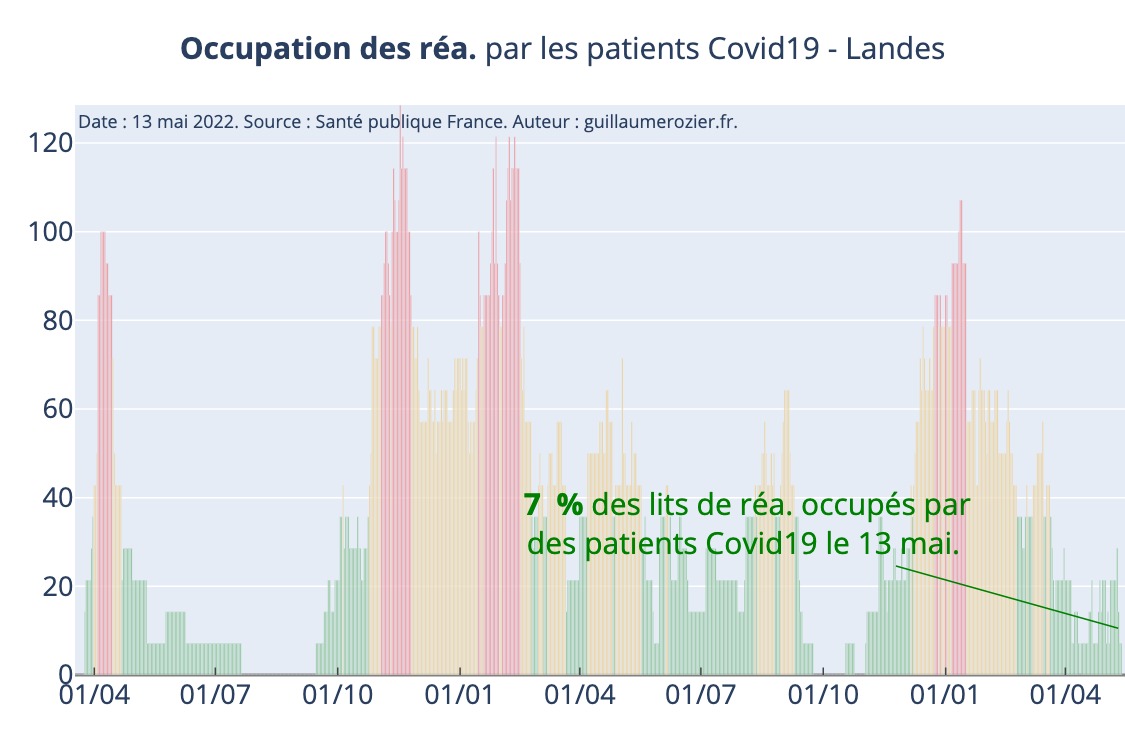 Occupation des réa. par les patients Covid19 - Landes
Date : 13 mai 2022. Source : Santé publique France. Auteur : guillaumerozier.fr.
120
100
80
60
40
20
0
7 % des lits de réa. occupés par
des patients Covid19 le 13 mai.
01/04 01/07 01/10 01/01 01/04 01/07 01/10 01/01 01/04